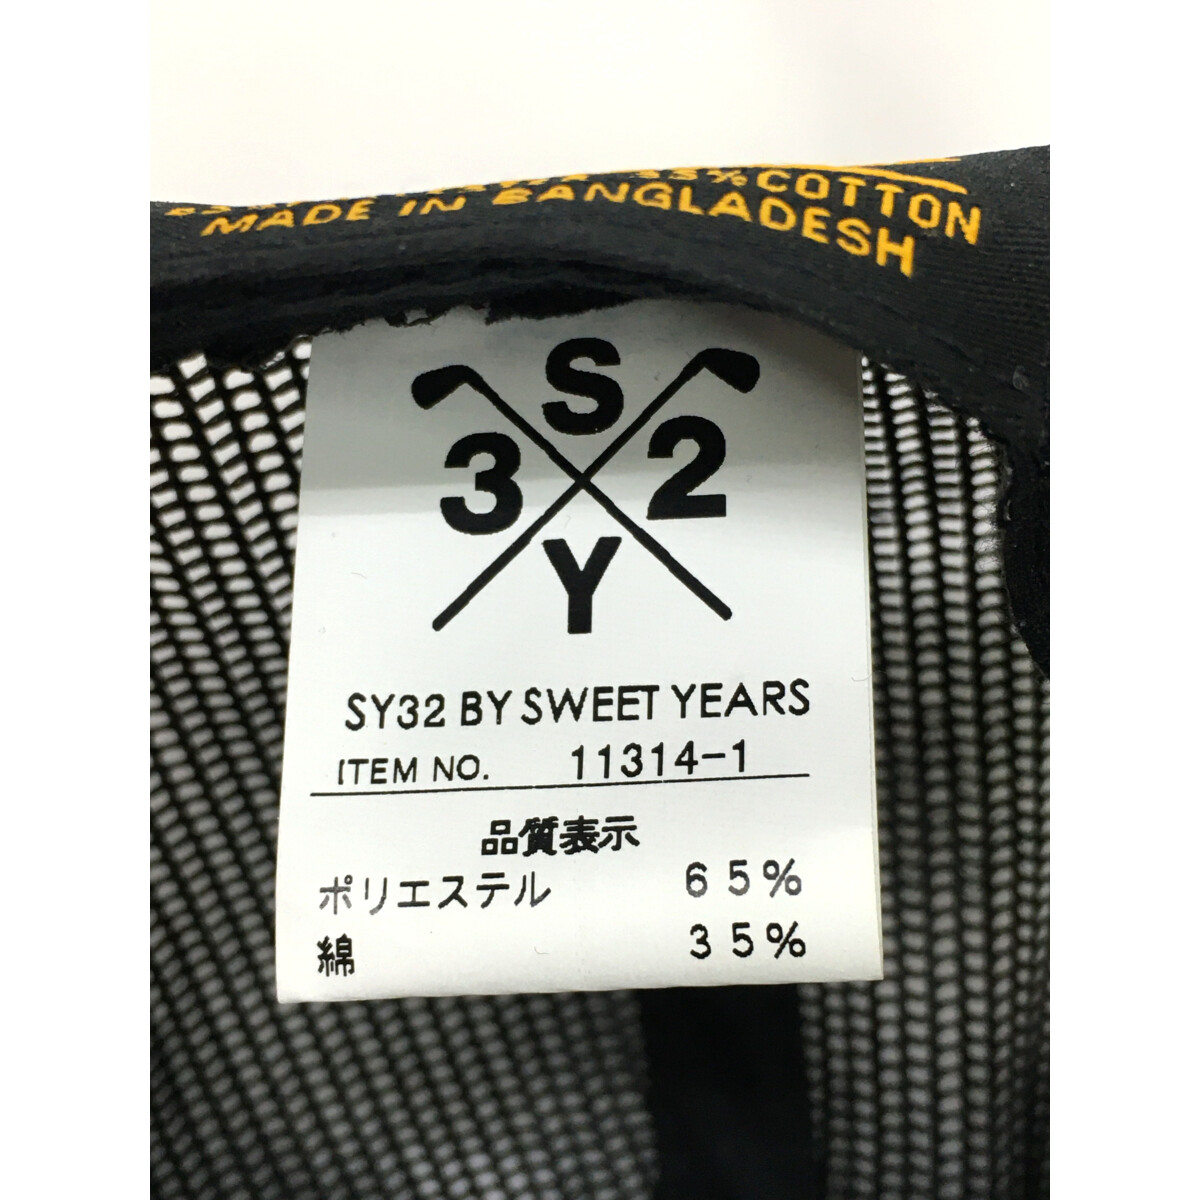 35% COTTON
MADE IN BANGLADESH
S
3 2
Y
SY32 BY SWEET YEARS
ITEM NO. 11314-1
品質表示
ポリエステル 65%
綿 35%